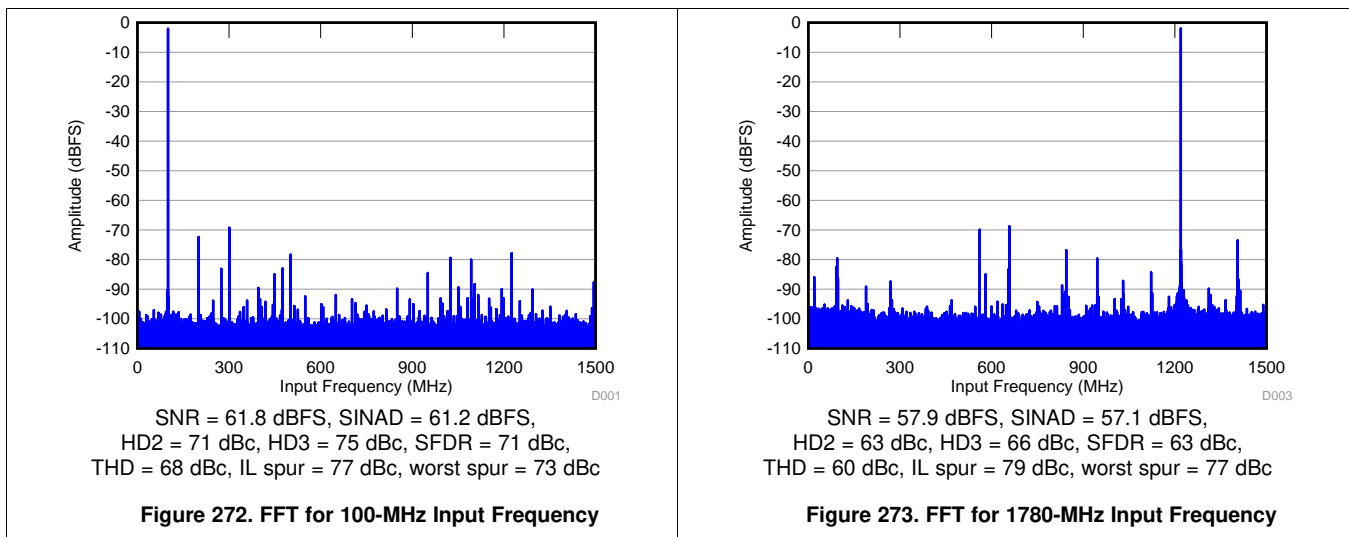 0
-10
-20
-30
-40
-50
-60
-70
-80
-90
-100
-110
Amplitude (dBFS)
0 300 600 900 1200 1500
Input Frequency (MHz)
D001
SNR = 61.8 dBFS, SINAD = 61.2 dBFS,
HD2 = 71 dBc, HD3 = 75 dBc, SFDR = 71 dBc,
THD = 68 dBc, IL spur = 77 dBc, worst spur = 73 dBc
Figure 272. FFT for 100-MHz Input Frequency
0
-10
-20
-30
-40
-50
-60
-70
-80
-90
-100
-110
Amplitude (dBFS)
0 300 600 900 1200 1500
Input Frequency (MHz)
D003
SNR = 57.9 dBFS, SINAD = 57.1 dBFS,
HD2 = 63 dBc, HD3 = 66 dBc, SFDR = 63 dBc,
THD = 60 dBc, IL spur = 79 dBc, worst spur = 77 dBc
Figure 273. FFT for 1780-MHz Input Frequency